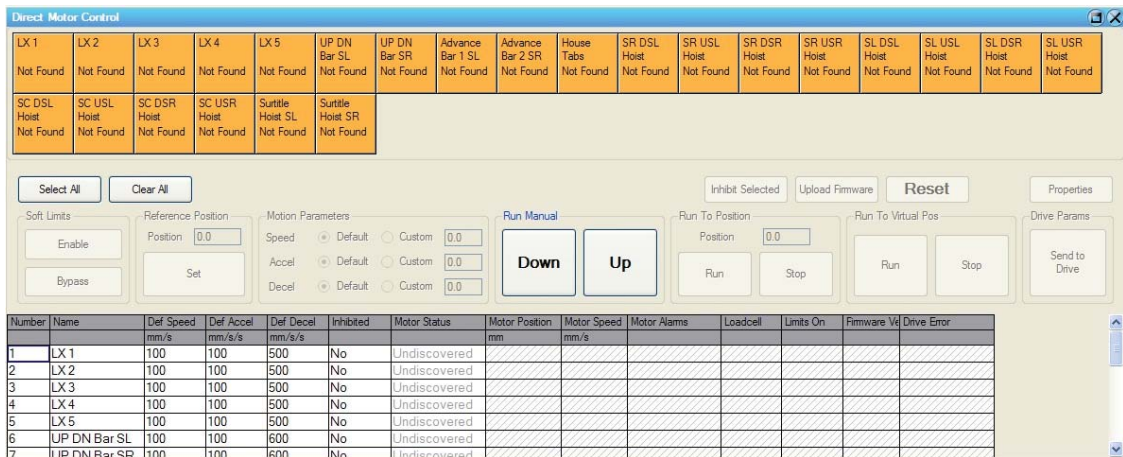 Direct Motor Control
LX 1 LX 2 LX 3 LX 4 LX 5 UP DN Bar SL UP DN Bar SR Advance Bar 1 SL Advance Bar 2 SR House Tabs SR DSL Hoist SR USL Hoist SR DSR Hoist SR USR Hoist SL DSL Hoist SL USL Hoist SL DSR Hoist SL USR Hoist
Not Found Not Found Not Found Not Found Not Found Not Found Not Found Not Found Not Found Not Found Not Found Not Found Not Found Not Found Not Found Not Found Not Found Not Found
SC DSL Hoist SC USL Hoist SC DSR Hoist SC USR Hoist Surtitle Hoist SL Surtitle Hoist SR
Not Found Not Found Not Found Not Found Not Found Not Found
Select All Clear All Inhibit Selected Upload Firmware Reset Properties
Soft Limits Reference Position Motion Parameters Run Manual Run To Position Run To Virtual Pos Drive Params
Enable Position 0.0 Speed Default Custom 0.0 Down Up Position 0.0 Run Stop Send to Drive
Accel Default Custom 0.0
Bypass Set Decel Default Custom 0.0 Run Stop
Number Name Def Speed Def Accel Def Decel Inhibited Motor Status Motor Position Motor Speed Motor Alarms Loadcell Limits On Firmware Ve Drive Error
mm/s mm/s/s mm/s/s mm mm/s
1 LX 1 100 100 500 No Undiscovered
2 LX 2 100 100 500 No Undiscovered
3 LX 3 100 100 500 No Undiscovered
4 LX 4 100 100 500 No Undiscovered
5 LX 5 100 100 500 No Undiscovered
6 UP DN Bar SL 100 100 600 No Undiscovered
7 UP DN Bar SR 100 100 600 No Undiscovered